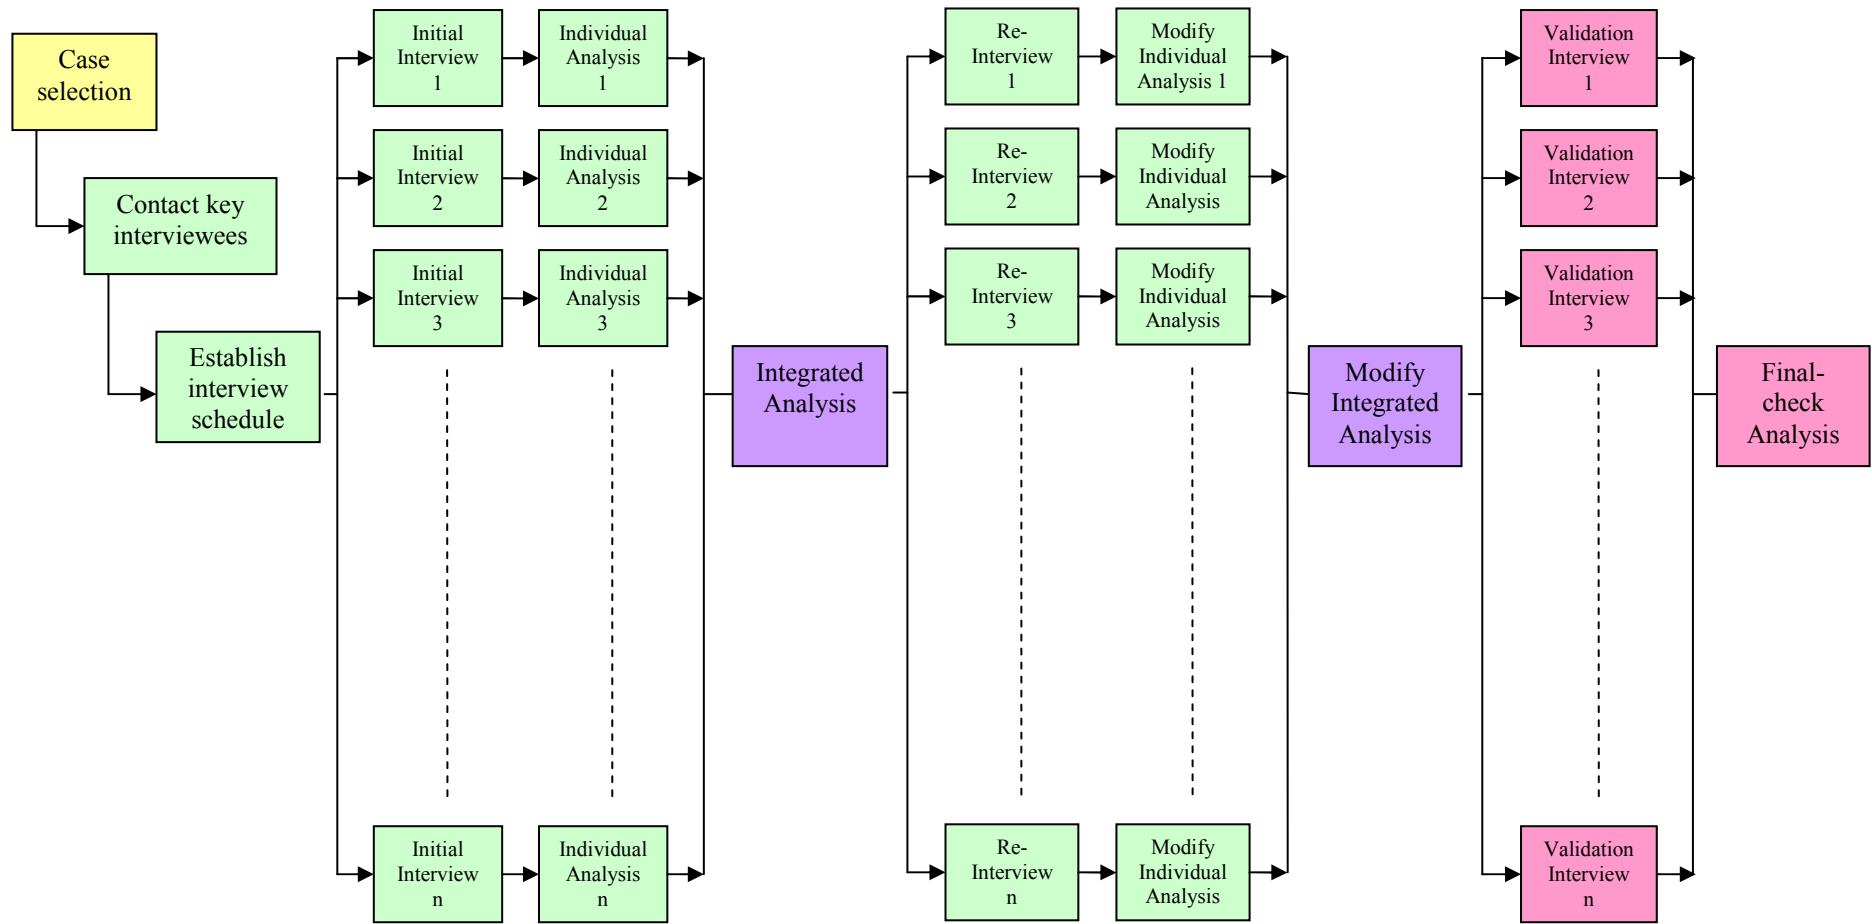 Case
selection
Contact key
interviewees
Establish
interview
schedule
Initial
Interview
1
Individual
Analysis
1
Initial
Interview
2
Individual
Analysis
2
Initial
Interview
3
Individual
Analysis
3
Initial
Interview
n
Individual
Analysis
n
Integrated
Analysis
Re-
Interview
1
Modify
Individual
Analysis 1
Re-
Interview
2
Modify
Individual
Analysis
Re-
Interview
3
Modify
Individual
Analysis
Re-
Interview
n
Modify
Individual
Analysis
Modify
Integrated
Analysis
Validation
Interview
1
Validation
Interview
2
Validation
Interview
3
Validation
Interview
n
Final-
check
Analysis